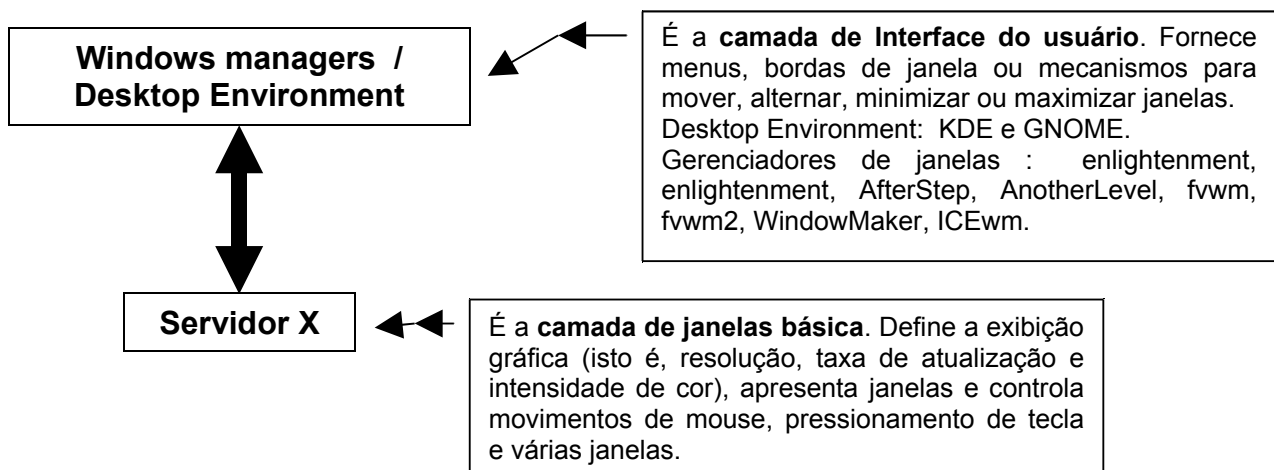 Windows managers /
Desktop Environment
É a camada de Interface do usuário. Fornece
menus, bordas de janela ou mecanismos para
mover, alternar, minimizar ou maximizar janelas.
Desktop Environment: KDE e GNOME.
Gerenciadores de janelas : enlightenment,
enlightenment, AfterStep, AnotherLevel, fvwm,
fvwm2, WindowMaker, ICEwm.
Servidor X
É a camada de janelas básica. Define a exibição
gráfica (isto é, resolução, taxa de atualização e
intensidade de cor), apresenta janelas e controla
movimentos de mouse, pressionamento de tecla
e várias janelas.